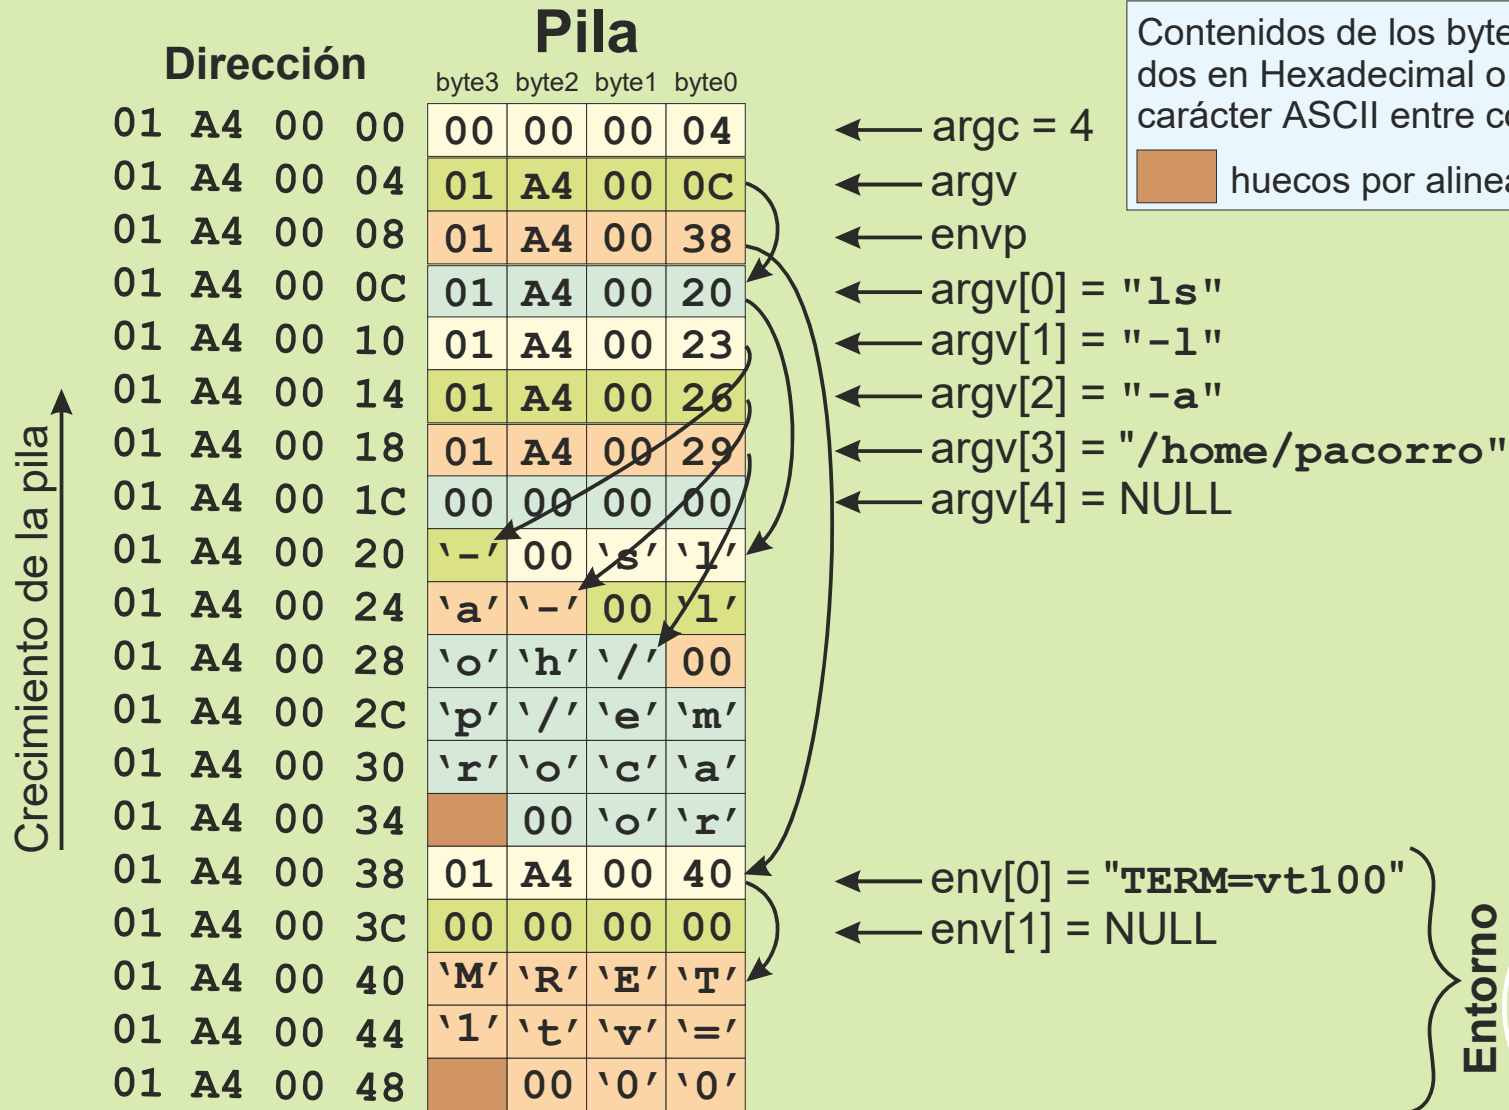 Pila
Dirección
byte3 byte2 byte1 byte0
Contenidos de los byte
dos en Hexadecimal o
carácter ASCII entre co
huecos por alinea
01 A4 00 00 00 00 00 04 argc = 4
01 A4 00 04 01 A4 00 0C argv
01 A4 00 08 01 A4 00 38 envp
01 A4 00 0C 01 A4 00 20 argv[0] = "ls"
01 A4 00 10 01 A4 00 23 argv[1] = "-l"
01 A4 00 14 01 A4 00 26 argv[2] = "-a"
01 A4 00 18 01 A4 00 29 argv[3] = "/home/pacorro"
01 A4 00 1C 00 00 00 00 argv[4] = NULL
01 A4 00 20 ‘-’ 00 ‘s’ ‘l’
01 A4 00 24 ‘a’ ‘-’ 00 ‘l’
01 A4 00 28 ‘o’ ‘h’ ‘/’ 00
01 A4 00 2C ‘p’ ‘/’ ‘e’ ‘m’
01 A4 00 30 ‘r’ ‘o’ ‘c’ ‘a’
01 A4 00 34 00 ‘o’ ‘r’
01 A4 00 38 01 A4 00 40 env[0] = "TERM=vt100"
01 A4 00 3C 00 00 00 00 env[1] = NULL
01 A4 00 40 ‘M’ ‘R’ ‘E’ ‘T’
01 A4 00 44 ‘1’ ‘t’ ‘v’ ‘=’
01 A4 00 48 00 ‘0’ ‘0’
Crecimiento de la pila
Entorno